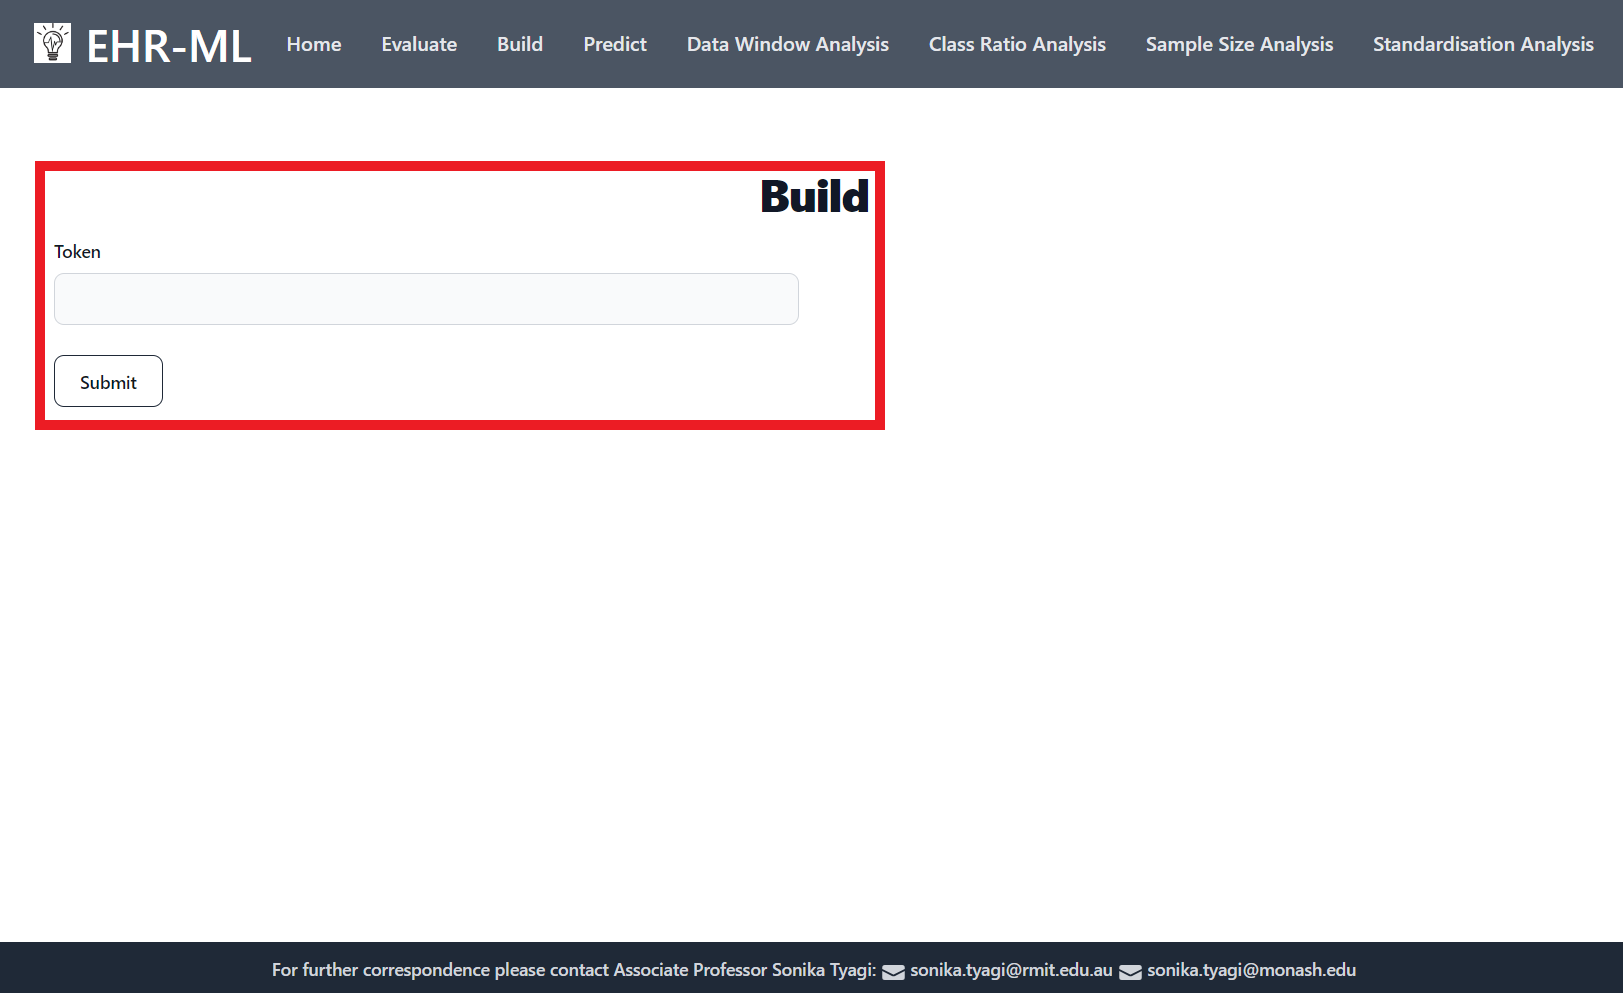 EHR-ML Home Evaluate Build Predict Data Window Analysis Class Ratio Analysis Sample Size Analysis Standardisation Analysis
Build
Token
Submit
For further correspondence please contact Associate Professor Sonika Tyagi: sonika.tyagi@rmit.edu.au sonika.tyagi@monash.edu